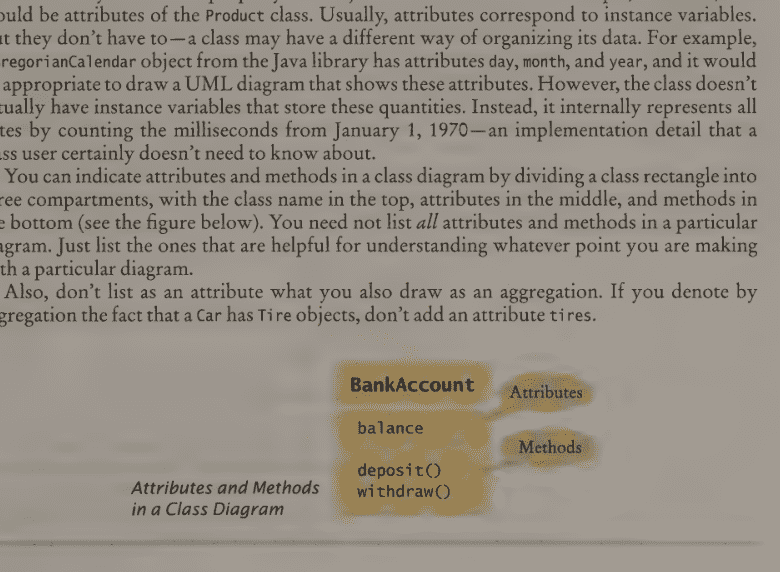 ould be attributes of the Product class. Usually, attributes correspond to instance variables.
ut they don't have to—a class may have a different way of organizing its data. For example,
regorianCalendar object from the Java library has attributes day, month, and year, and it would
appropriate to draw a UML diagram that shows these attributes. However, the class doesn't
tually have instance variables that store these quantities. Instead, it internally represents all
tes by counting the milliseconds from January 1, 1970—an implementation detail that a
ss user certainly doesn't need to know about.
You can indicate attributes and methods in a class diagram by dividing a class rectangle into
ree compartments, with the class name in the top, attributes in the middle, and methods in
e bottom (see the figure below). You need not list all attributes and methods in a particular
agram. Just list the ones that are helpful for understanding whatever point you are making
th a particular diagram.
Also, don't list as an attribute what you also draw as an aggregation. If you denote by
gregation the fact that a Car has Tire objects, don't add an attribute tires.
BankAccount
Attributes
balance
Methods
deposit()
withdraw()
Attributes and Methods
in a Class Diagram